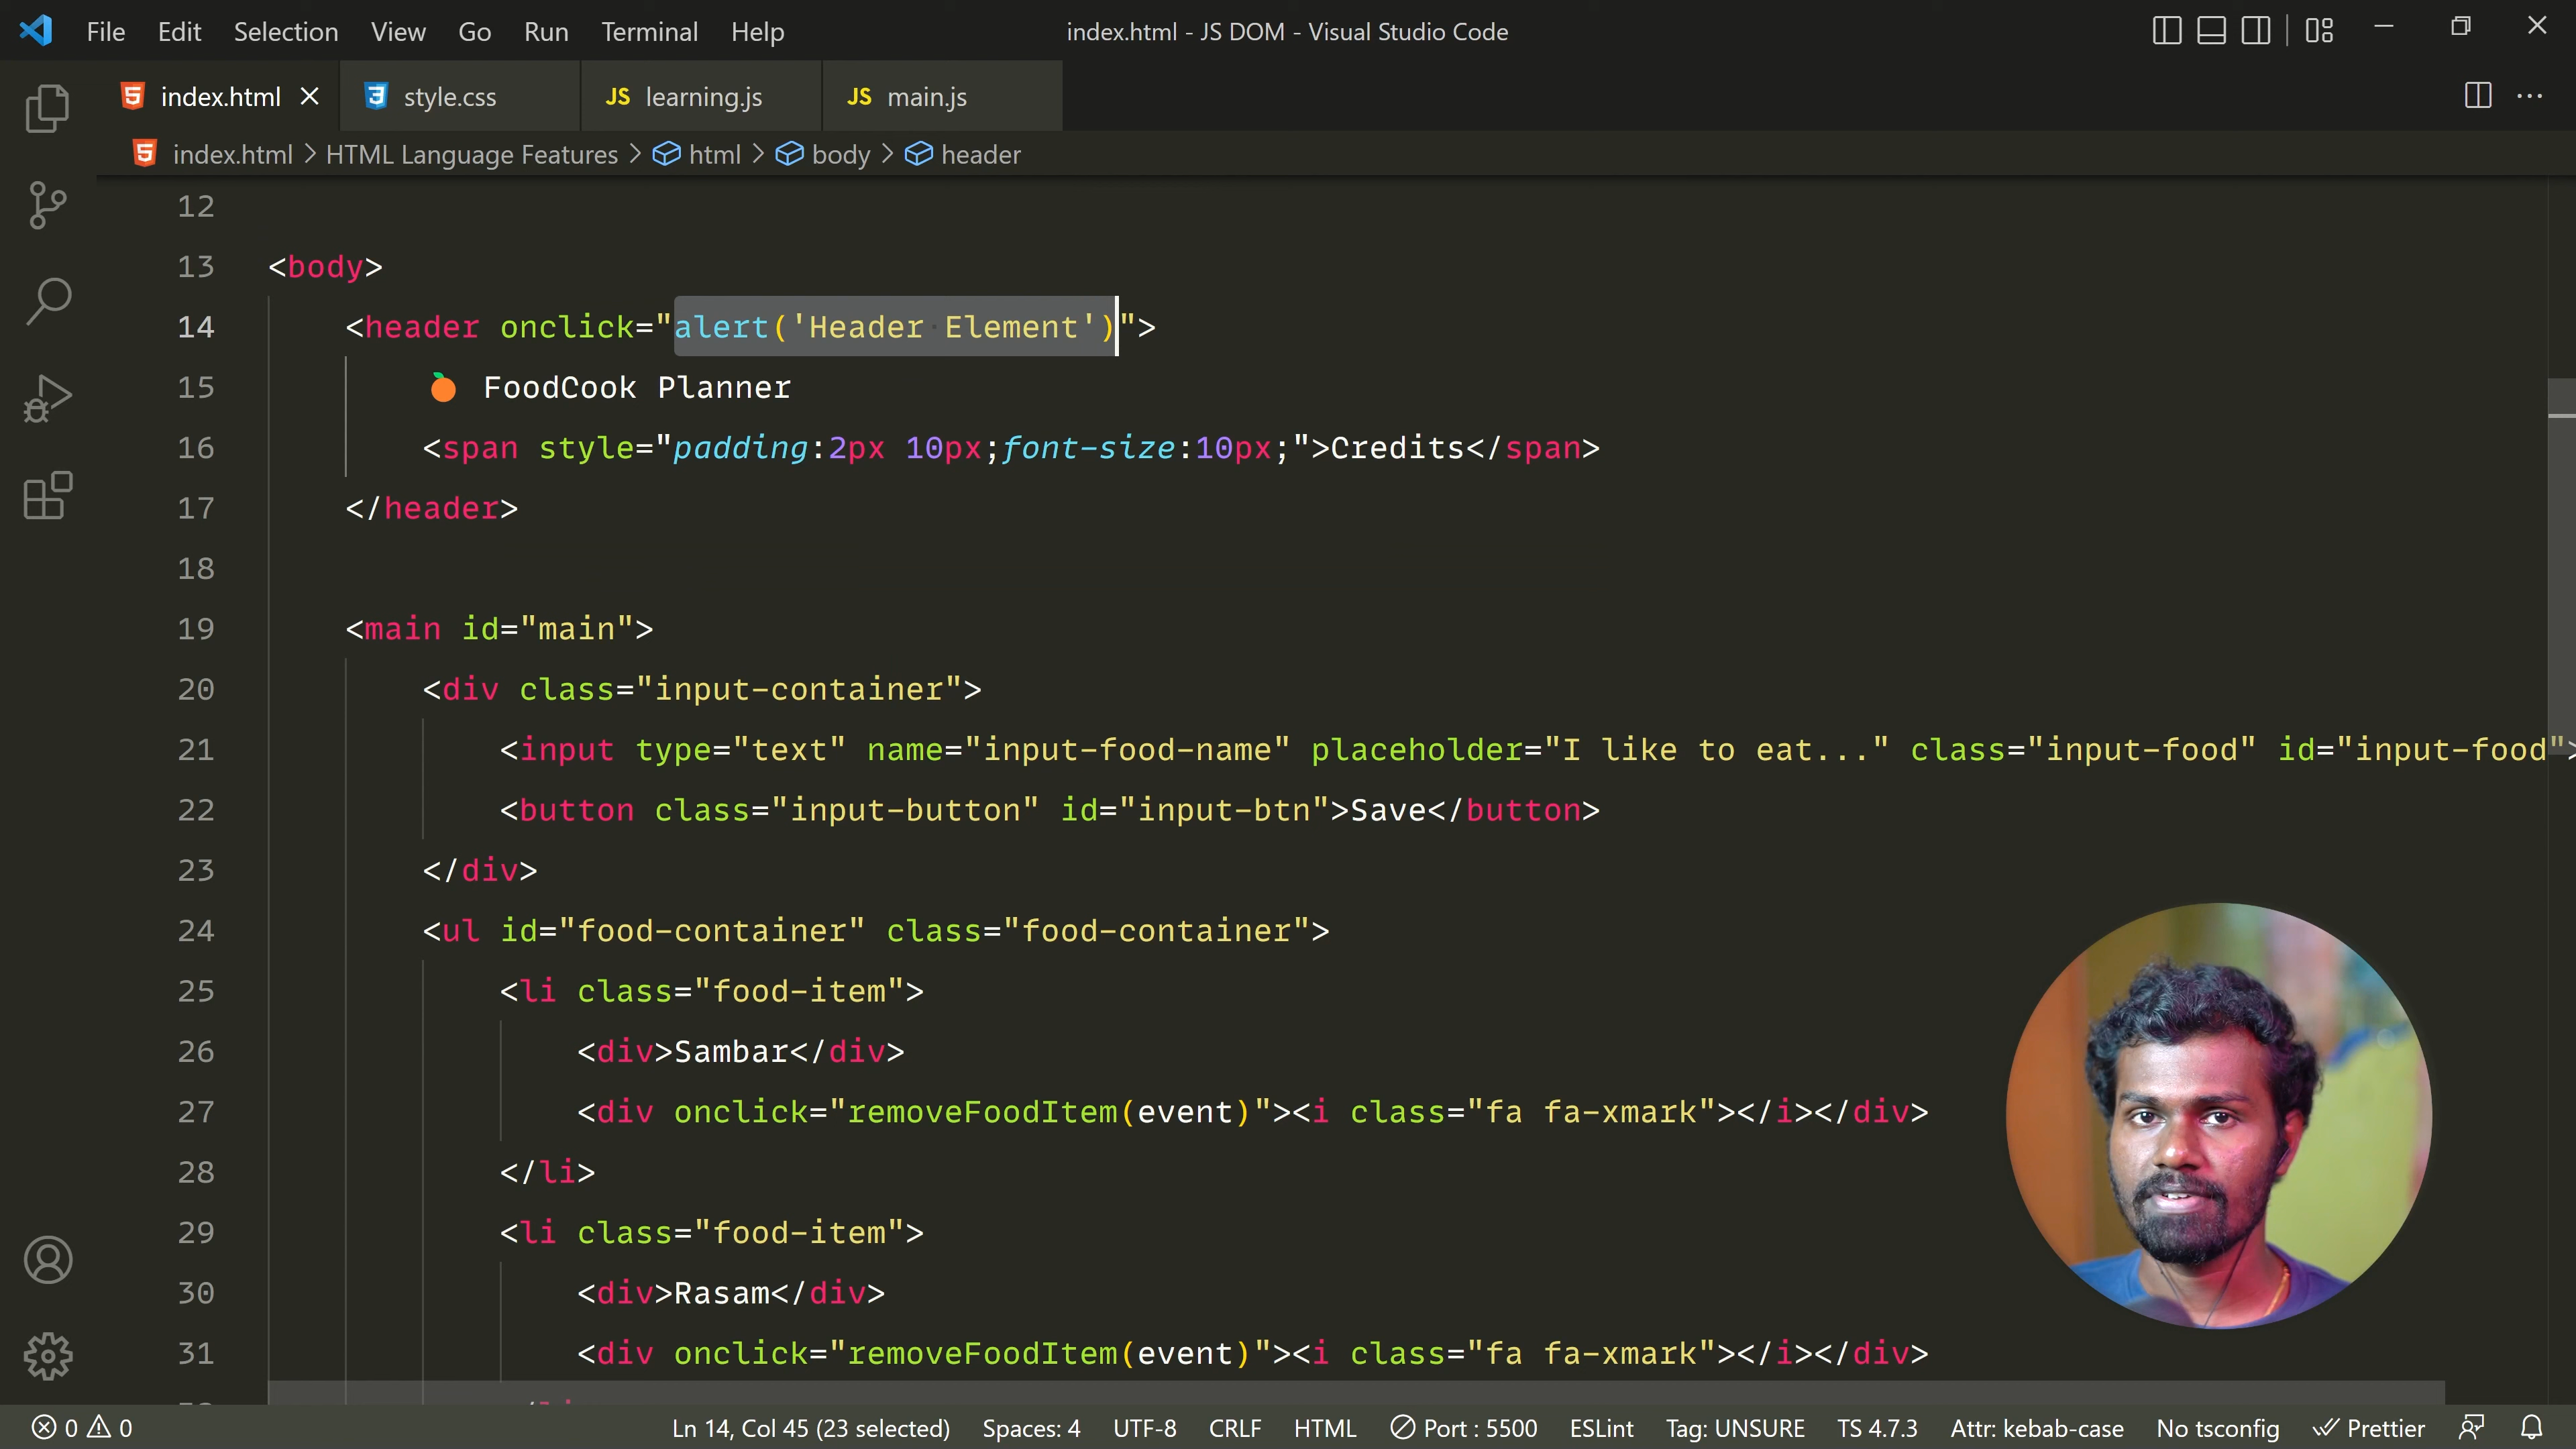 File Edit Selection View Go Run Terminal Help
index.html - JS DOM - Visual Studio Code
index.html style.css JS learning.js JS main.js
index.html > HTML Language Features > html > body > header
12
13 <body>
14 <header onclick="alert('Header Element')">
15 🍊 FoodCook Planner
16 <span style="padding:2px 10px;font-size:10px;">Credits</span>
17 </header>
18
19 <main id="main">
20 <div class="input-container">
21 <input type="text" name="input-food-name" placeholder="I like to eat..." class="input-food" id="input-food">
22 <button class="input-button" id="input-btn">Save</button>
23 </div>
24 <ul id="food-container" class="food-container">
25 <li class="food-item">
26 <div>Sambar</div>
27 <div onclick="removeFoodItem(event)"><i class="fa fa-xmark"></i></div>
28 </li>
29 <li class="food-item">
30 <div>Rasam</div>
31 <div onclick="removeFoodItem(event)"><i class="fa fa-xmark"></i></div>
0 0 Ln 14, Col 45 (23 selected) Spaces: 4 UTF-8 CRLF HTML Port : 5500 ESLint Tag: UNSURE TS 4.7.3 Attr: kebab-case No tsconfig Prettier